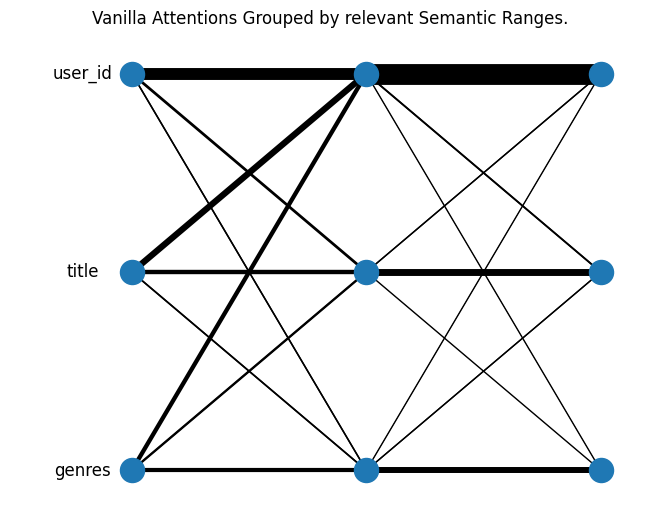 Vanilla Attentions Grouped by relevant Semantic Ranges.
user_id
title
genres